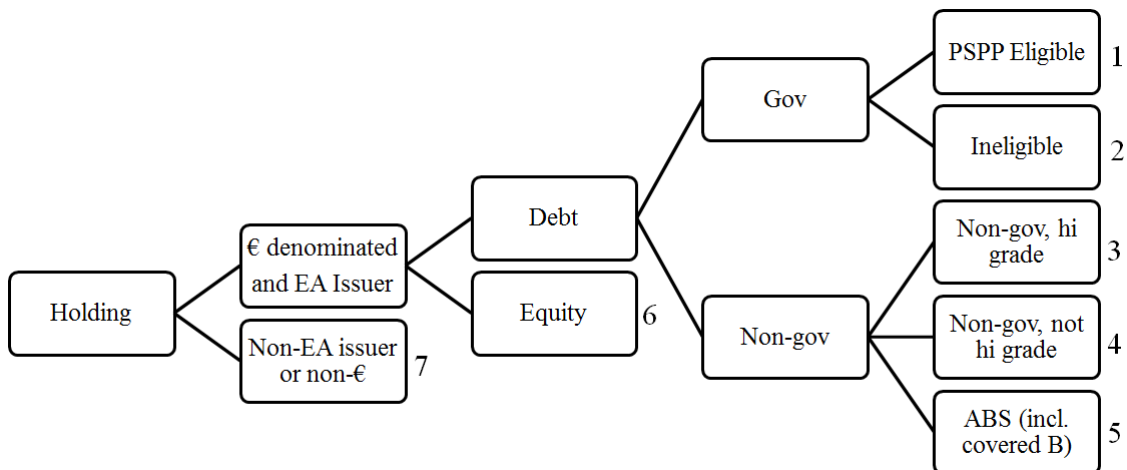 PSPP Eligible
1
Gov
Ineligible
2
Debt
Non-gov, hi
grade
3
€ denominated
and EA Issuer
Holding
Equity
6
Non-gov
Non-gov, not
hi grade
4
Non-EA issuer
or non-€
7
ABS (incl.
covered B)
5